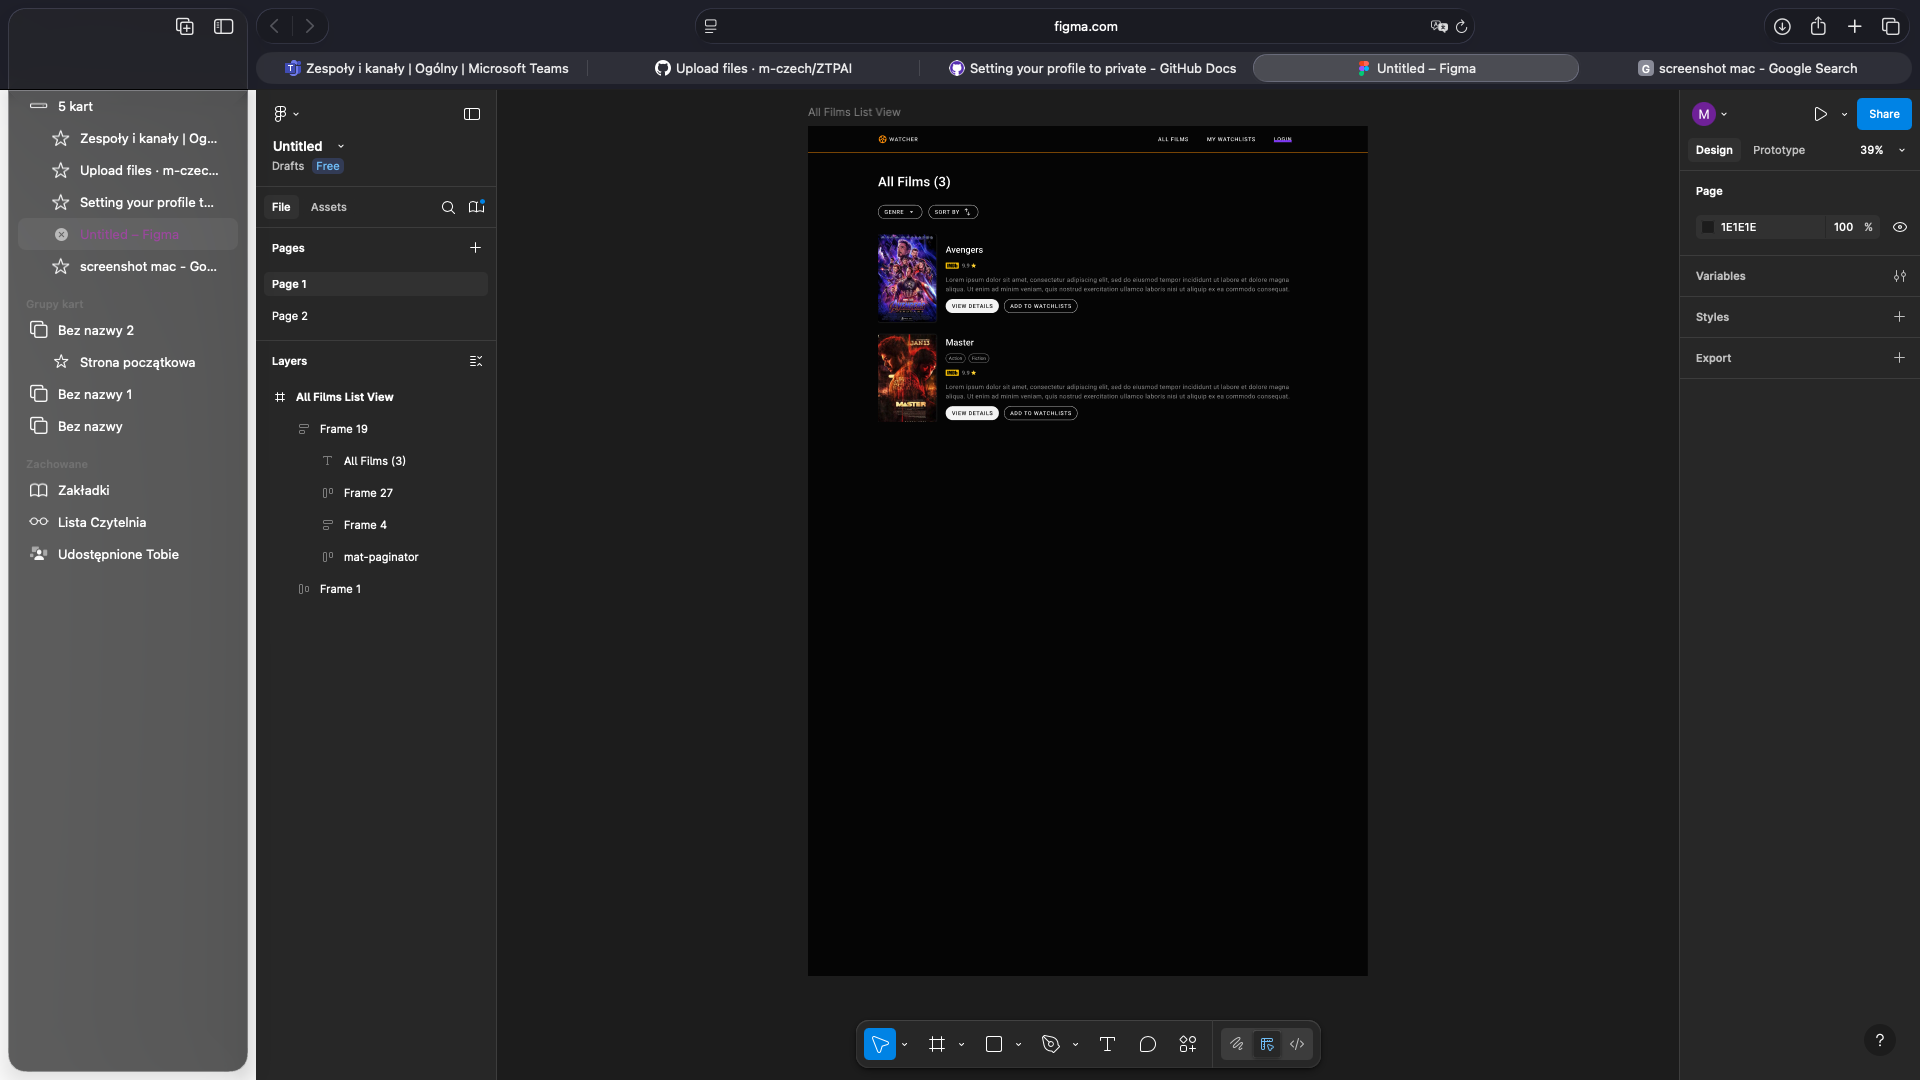 figma.com
Zespoły i kanały | Ogólny | Microsoft Teams
Upload files · m-czech/ZTPAI
Setting your profile to private - GitHub Docs
Untitled – Figma
G screenshot mac - Google Search
5 kart
Zespoły i kanały | Og...
Upload files · m-czec...
Setting your profile t...
Untitled – Figma
screenshot mac - Go...
Grupy kart
Bez nazwy 2
Strona początkowa
Bez nazwy 1
Bez nazwy
Zachowane
Zakładki
Lista Czytelnia
Udostępnione Tobie
Untitled
Drafts Free
File Assets
Pages
Page 1
Page 2
Layers
All Films List View
Frame 19
All Films (3)
Frame 27
Frame 4
mat-paginator
Frame 1
All Films List View
WATCHER
ALL FILMS MY WATCHLISTS LOGIN
All Films (3)
GENRE SORT BY
Avengers
IMDb 9.9
Lorem ipsum dolor sit amet, consectetur adipiscing elit, sed do eiusmod tempor incididunt ut labore et dolore magna
aliqua. Ut enim ad minim veniam, quis nostrud exercitation ullamco laboris nisi ut aliquip ex ea commodo consequat.
VIEW DETAILS ADD TO WATCHLISTS
JAN13
MASTER
Master
Action Fiction
IMDb 9.9
Lorem ipsum dolor sit amet, consectetur adipiscing elit, sed do eiusmod tempor incididunt ut labore et dolore magna
aliqua. Ut enim ad minim veniam, quis nostrud exercitation ullamco laboris nisi ut aliquip ex ea commodo consequat.
VIEW DETAILS ADD TO WATCHLISTS
M
Share
Design Prototype 39%
Page
1E1E1E 100 %
Variables
Styles
Export
?